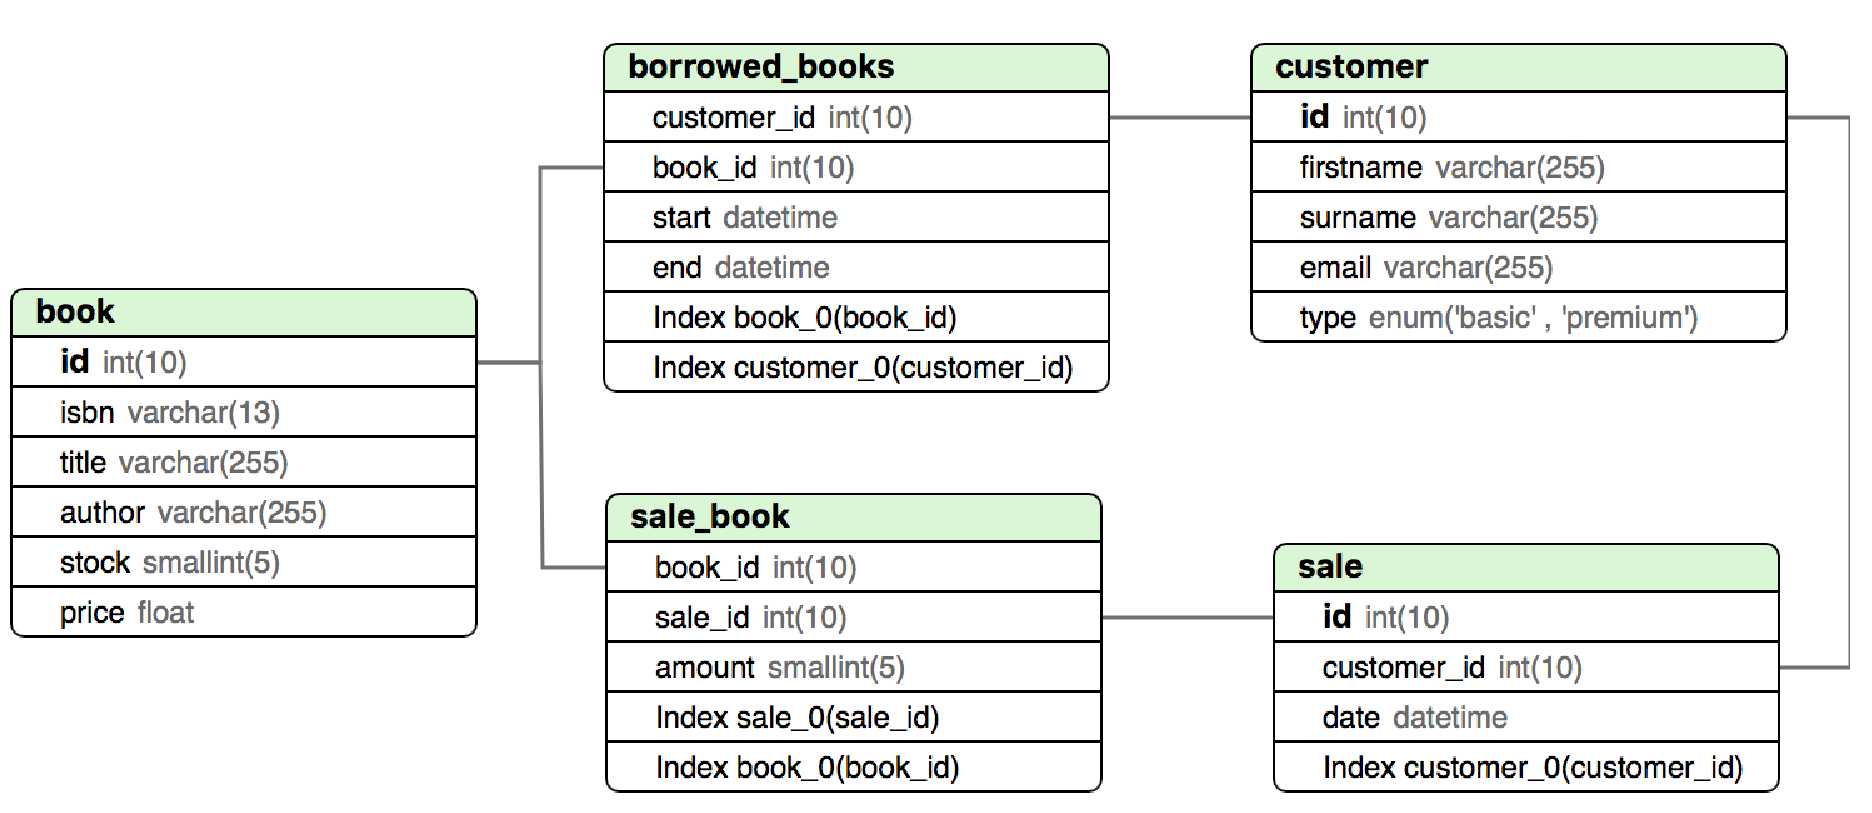 borrowed_books
customer_id int(10)
book_id int(10)
start datetime
end datetime
Index book_0(book_id)
Index customer_0(customer_id)
customer
id int(10)
firstname varchar(255)
surname varchar(255)
email varchar(255)
type enum('basic' , 'premium')
book
id int(10)
isbn varchar(13)
title varchar(255)
author varchar(255)
stock smallint(5)
price float
sale_book
book_id int(10)
sale_id int(10)
amount smallint(5)
Index sale_0(sale_id)
Index book_0(book_id)
sale
id int(10)
customer_id int(10)
date datetime
Index customer_0(customer_id)